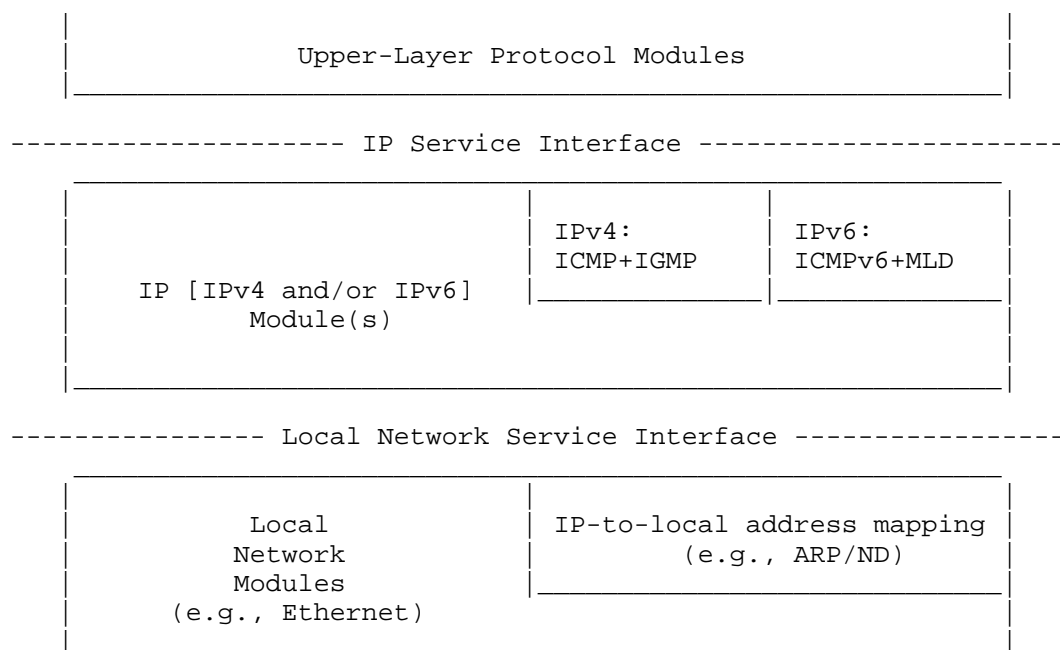 Upper-Layer Protocol Modules
IP Service Interface
IPv4: IPv6:
ICMP+IGMP ICMPv6+MLD
IP [IPv4 and/or IPv6]
Module(s)
Local Network Service Interface
Local IP-to-local address mapping
Network (e.g., ARP/ND)
Modules
(e.g., Ethernet)